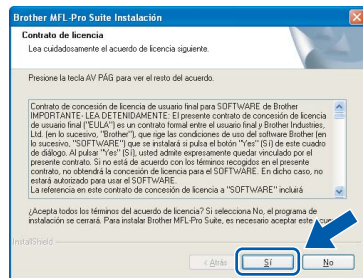 Brother MFL-Pro Suite Instalación
Contrato de licencia
Lea cuidadosamente el acuerdo de licencia siguiente.
Presione la tecla AV PÁG para ver el resto del acuerdo.
Contrato de concesión de licencia de usuario final para SOFTWARE de Brother
IMPORTANTE- LEA DETENIDAMENTE: El presente contrato de concesión de licencia
de usuario final ("EULA") es un contrato formal entre el usuario final y Brother Industries,
Ltd. (en lo sucesivo, "Brother"), que rige las condiciones de uso del software Brother (en
lo sucesivo, "SOFTWARE") que se instalará si pulsa el botón "Yes" (Sí) de este cuadro
de diálogo. Al pulsar "Yes" (Sí), usted admite expresamente quedar vinculado por el
presente contrato. Si no está de acuerdo con los términos recogidos en el presente
contrato, no obtendrá la concesión de licencia para el SOFTWARE. En dicho caso, no
estará autorizado para usar el SOFTWARE.
La referencia en este contrato de concesión de licencia a "SOFTWARE" incluirá
¿Acepta todos los términos del acuerdo de licencia? Si selecciona No, el programa de
instalación se cerrará. Para instalar Brother MFL-Pro Suite, es necesario aceptar este
InstallShield
< Atrás
Sí
No